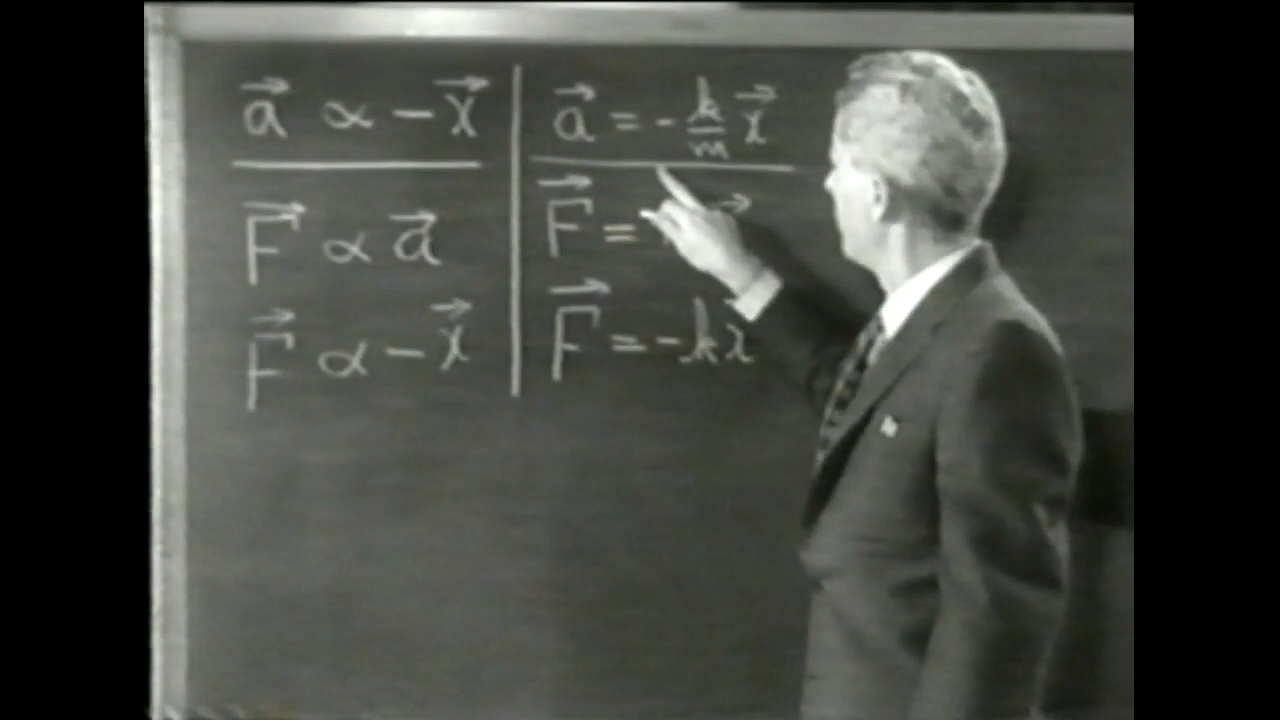 a⃗ ∝ -x⃗
F⃗ ∝ a⃗
F⃗ ∝ -x⃗
a⃗ = -k/m x⃗
F⃗ =
F⃗ = -kx